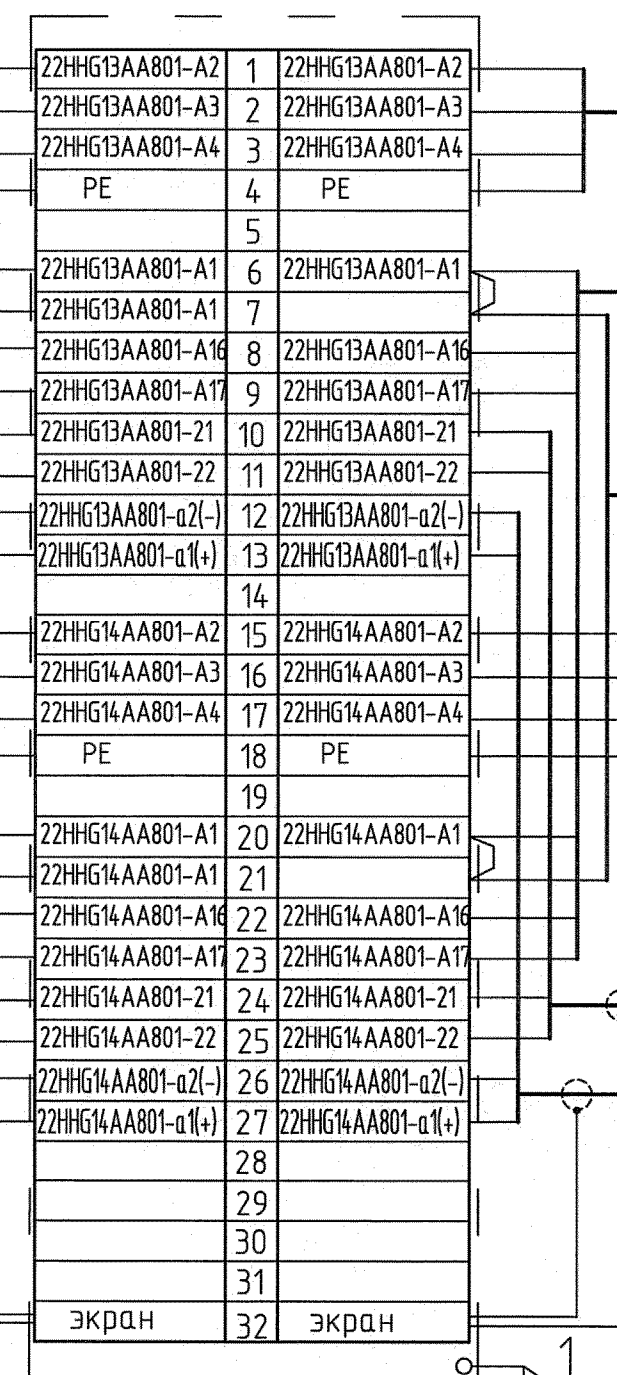 22HHG13AA801-A2 1 22HHG13AA801-A2
22HHG13AA801-A3 2 22HHG13AA801-A3
22HHG13AA801-A4 3 22HHG13AA801-A4
PE 4 PE
5
22HHG13AA801-A1 6 22HHG13AA801-A1
22HHG13AA801-A1 7
22HHG13AA801-A16 8 22HHG13AA801-A16
22HHG13AA801-A17 9 22HHG13AA801-A17
22HHG13AA801-21 10 22HHG13AA801-21
22HHG13AA801-22 11 22HHG13AA801-22
22HHG13AA801-a2(-) 12 22HHG13AA801-a2(-)
22HHG13AA801-a1(+) 13 22HHG13AA801-a1(+)
14
22HHG14AA801-A2 15 22HHG14AA801-A2
22HHG14AA801-A3 16 22HHG14AA801-A3
22HHG14AA801-A4 17 22HHG14AA801-A4
PE 18 PE
19
22HHG14AA801-A1 20 22HHG14AA801-A1
22HHG14AA801-A1 21
22HHG14AA801-A16 22 22HHG14AA801-A16
22HHG14AA801-A17 23 22HHG14AA801-A17
22HHG14AA801-21 24 22HHG14AA801-21
22HHG14AA801-22 25 22HHG14AA801-22
22HHG14AA801-a2(-) 26 22HHG14AA801-a2(-)
22HHG14AA801-a1(+) 27 22HHG14AA801-a1(+)
28
29
30
31
экран 32 экран
1